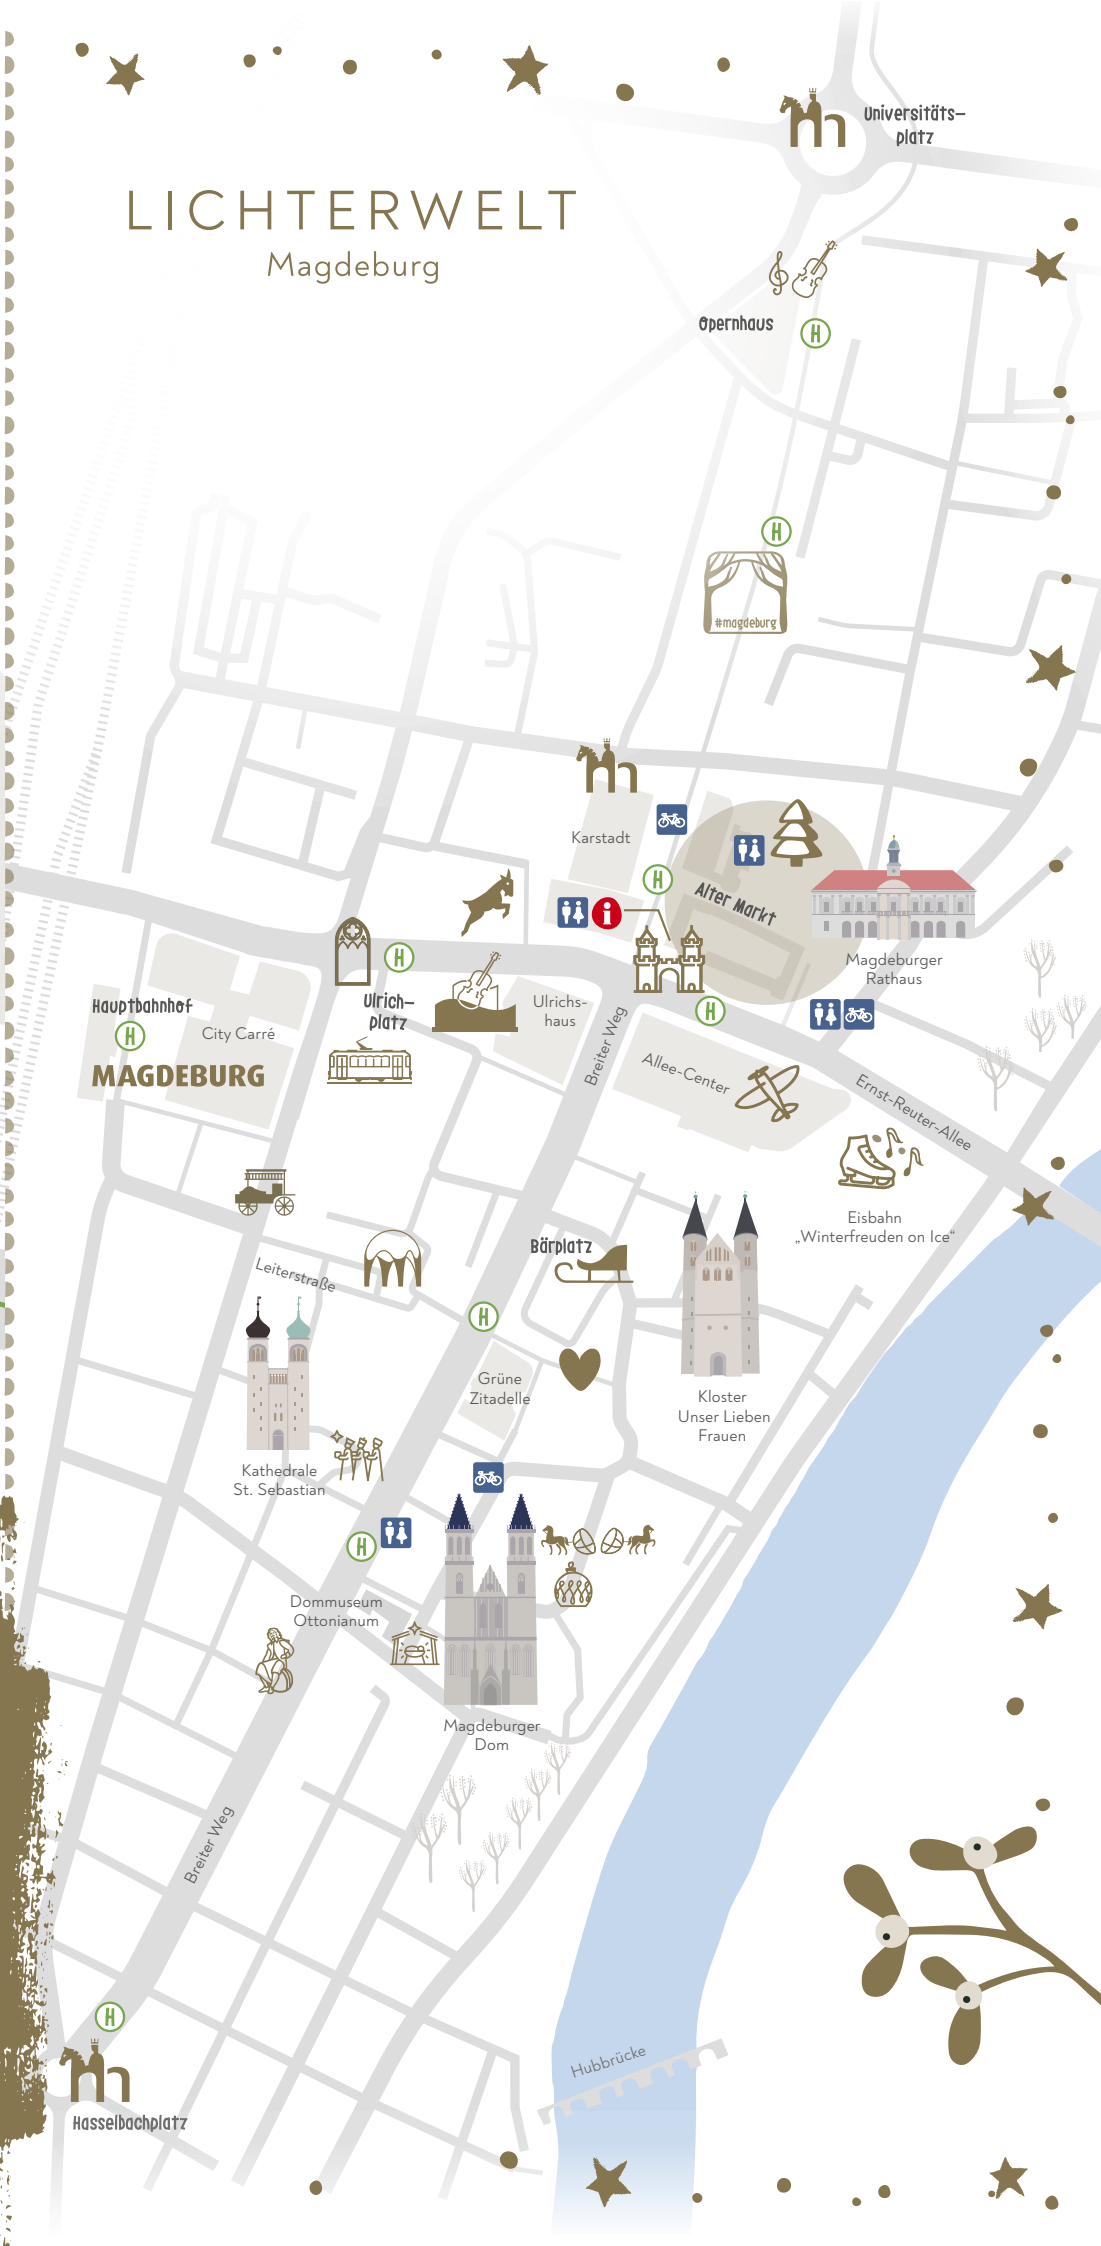 Universitäts-
platz
LICHTERWELT
Magdeburg
Opernhaus
H
H
#magdeburg
Karstadt
H
Alter Markt
i
Magdeburger
Rathaus
H
Ulrich-
platz
Ulrichs-
haus
H
Hauptbahnhof
H
City Carré
MAGDEBURG
Breiter Weg
Allee-Center
Ernst-Reuter-Allee
Eisbahn
„Winterfreuden on Ice“
Bärplatz
Leiterstraße
H
Grüne
Zitadelle
Kloster
Unser Lieben
Frauen
Kathedrale
St. Sebastian
H
Dommuseum
Ottonianum
Magdeburger
Dom
Breiter Weg
H
Hasselbachplatz
Hubbrücke